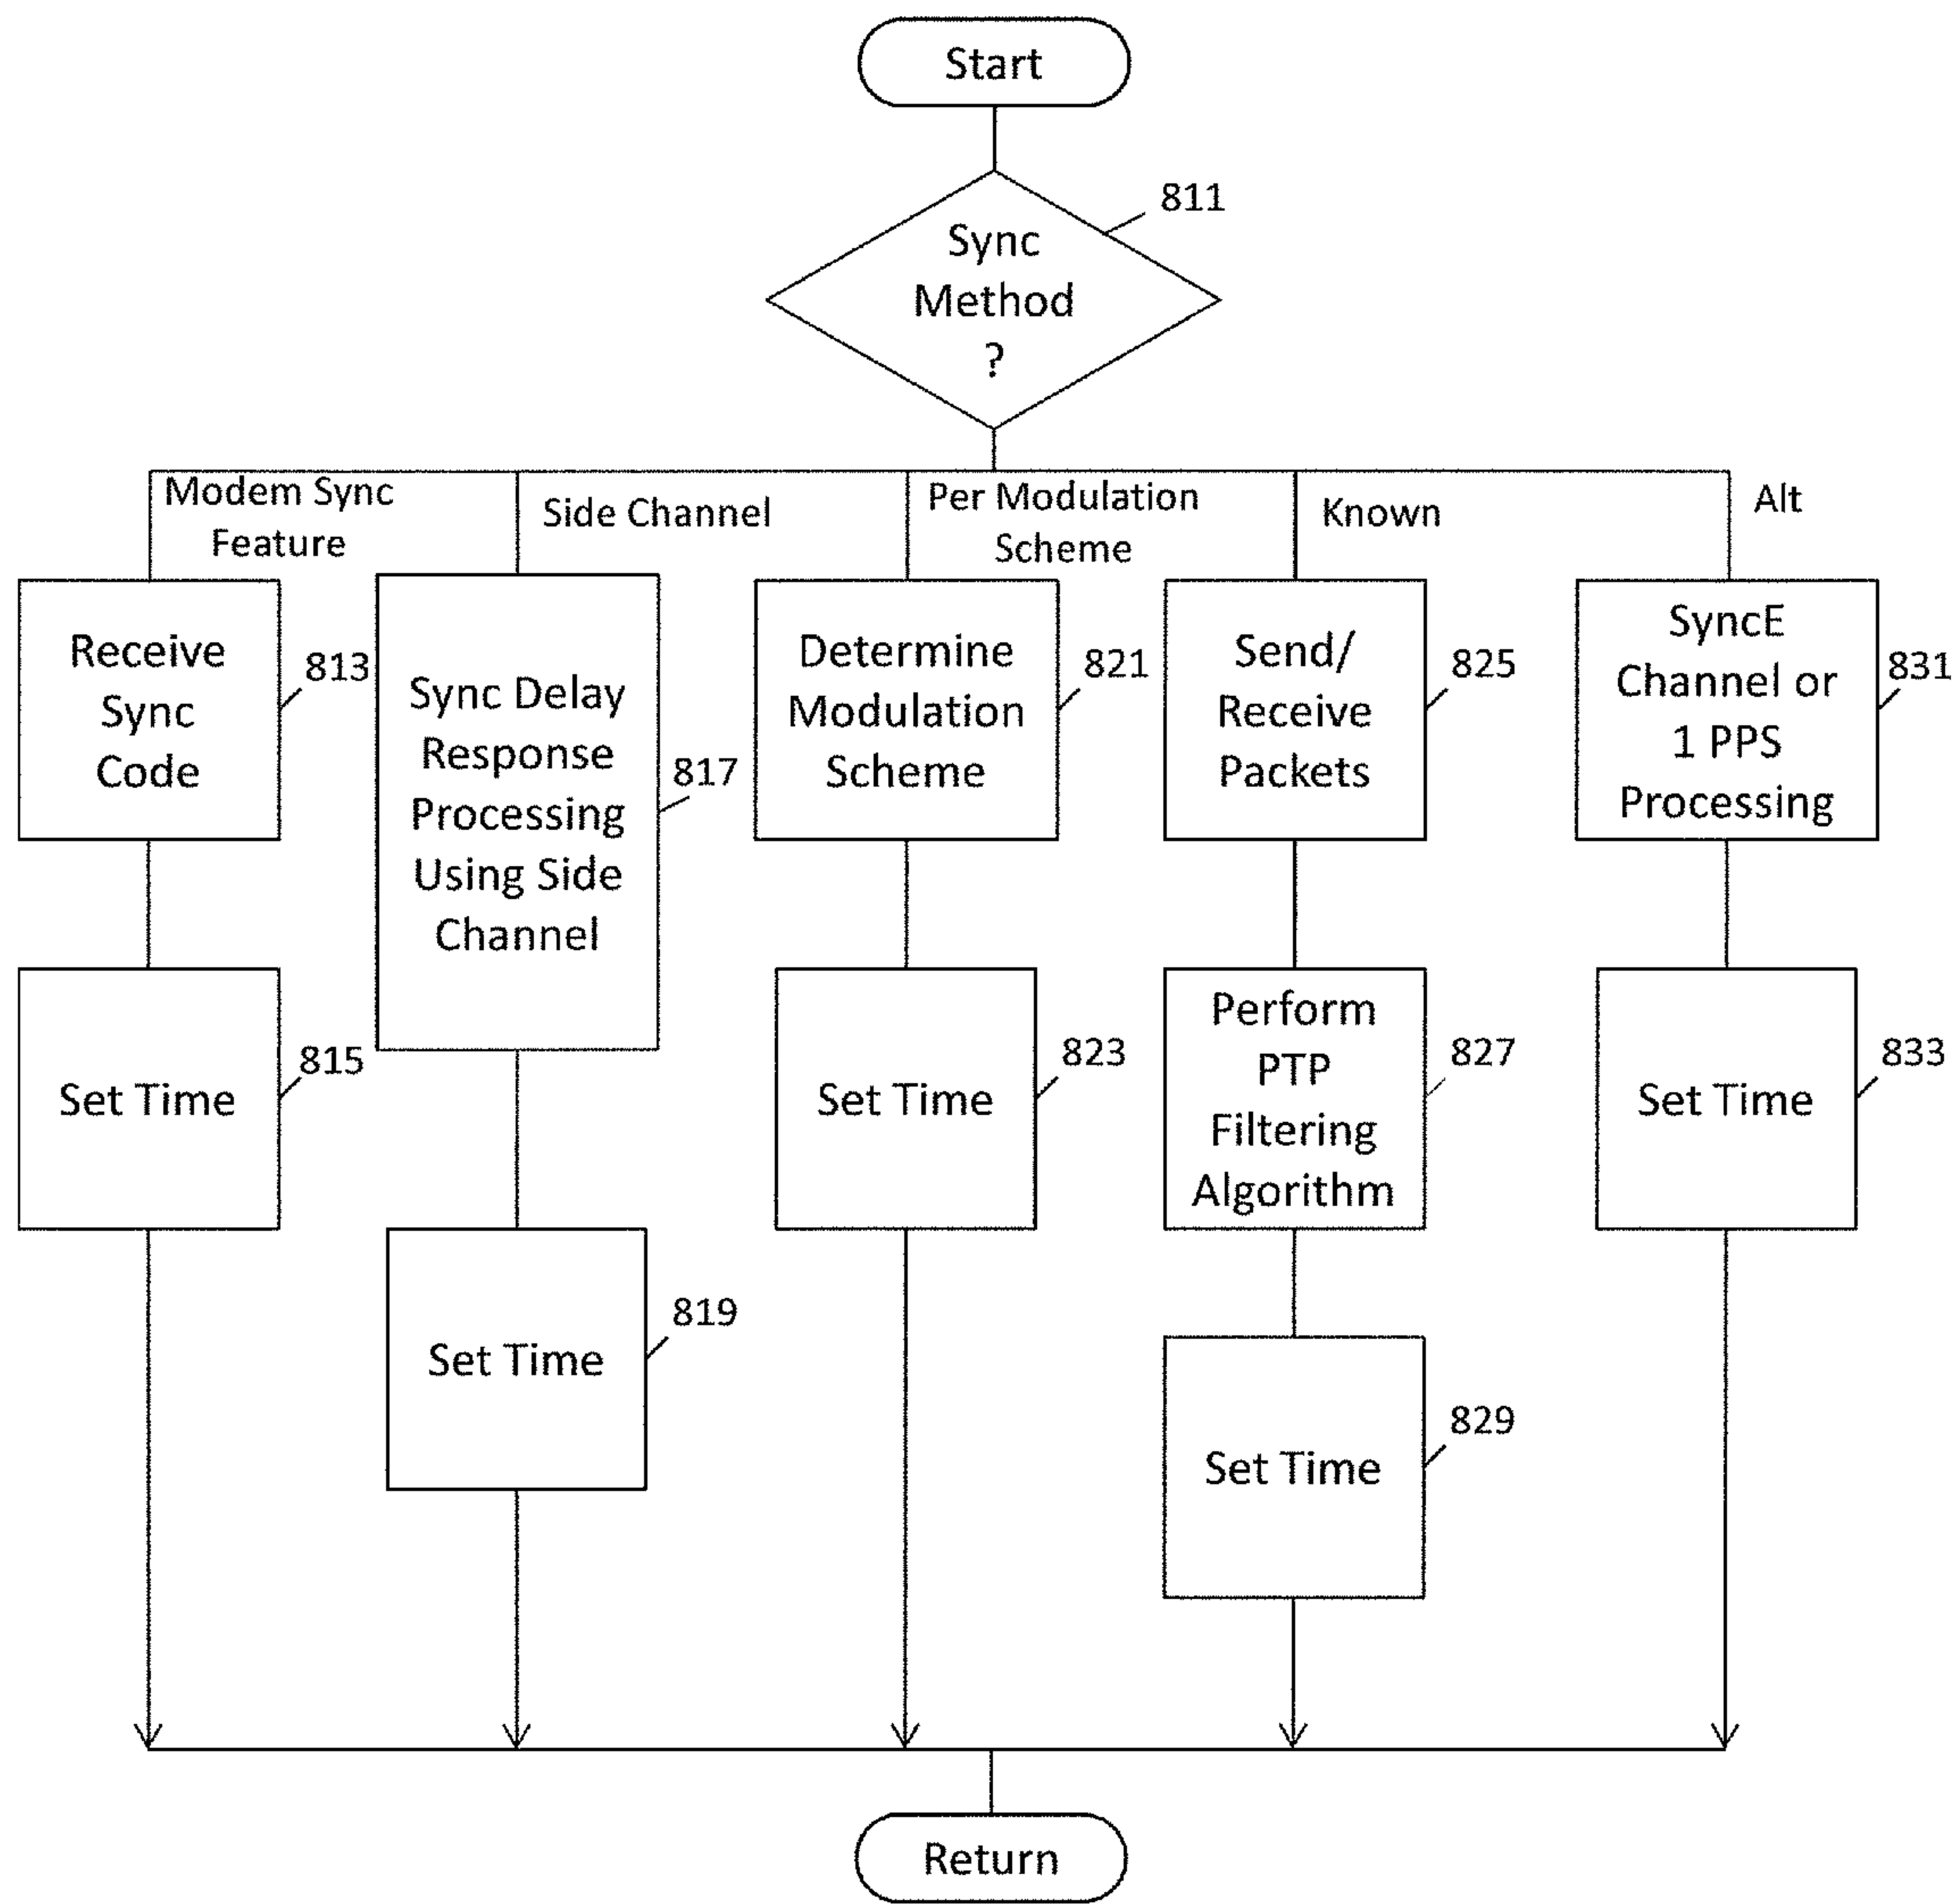 Start
811
Sync
Method
?
Modem Sync
Feature
Side Channel
Per Modulation
Scheme
Known
Alt
Receive
Sync
Code
813
Sync Delay
Response
Processing
Using Side
Channel
817
Determine
Modulation
Scheme
821
Send/
Receive
Packets
825
SyncE
Channel or
1 PPS
Processing
831
Set Time
815
Set Time
823
Perform
PTP
Filtering
Algorithm
827
Set Time
833
Set Time
819
Set Time
829
Return